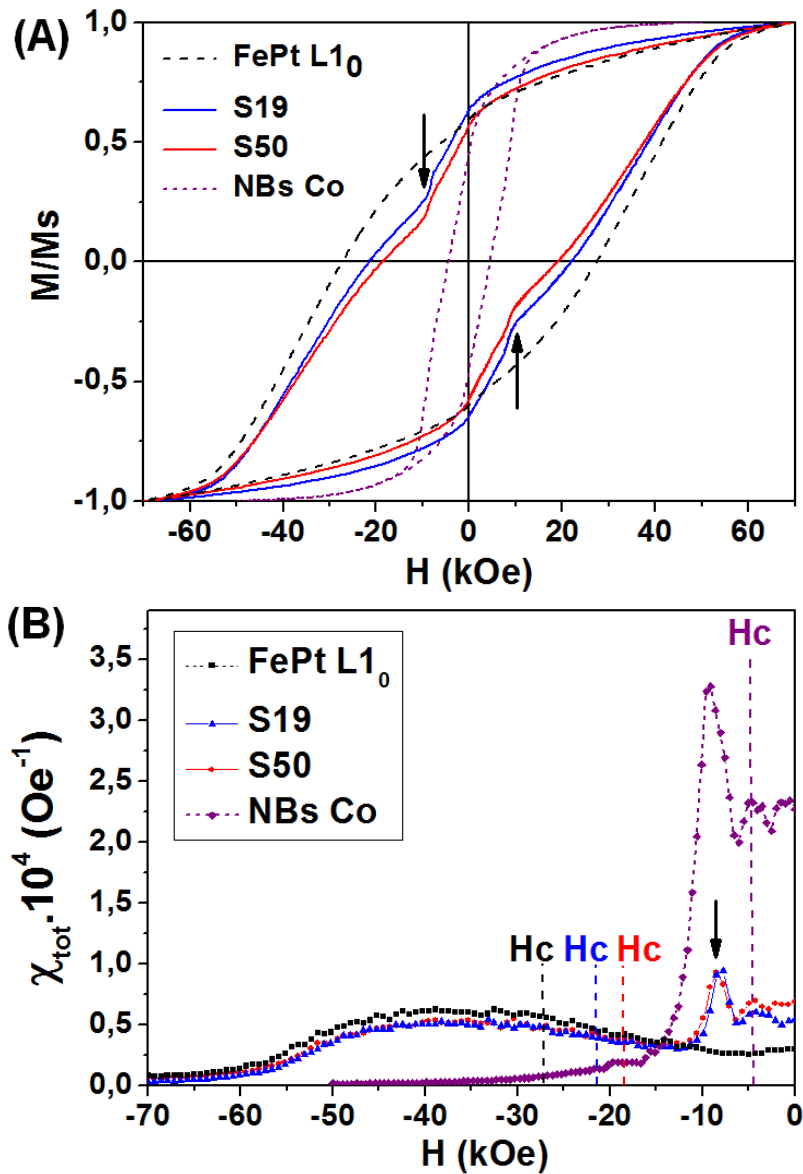 (A)
1,0
0,5
0,0
-0,5
-1,0
M/Ms
FePt L1₀
S19
S50
NBs Co
-60 -40 -20 0 20 40 60
H (kOe)
(B)
3,5
3,0
2,5
2,0
1,5
1,0
0,5
0,0
χtot.10⁴ (Oe⁻¹)
FePt L1₀
S19
S50
NBs Co
Hc
Hc Hc Hc
-70 -60 -50 -40 -30 -20 -10 0
H (kOe)